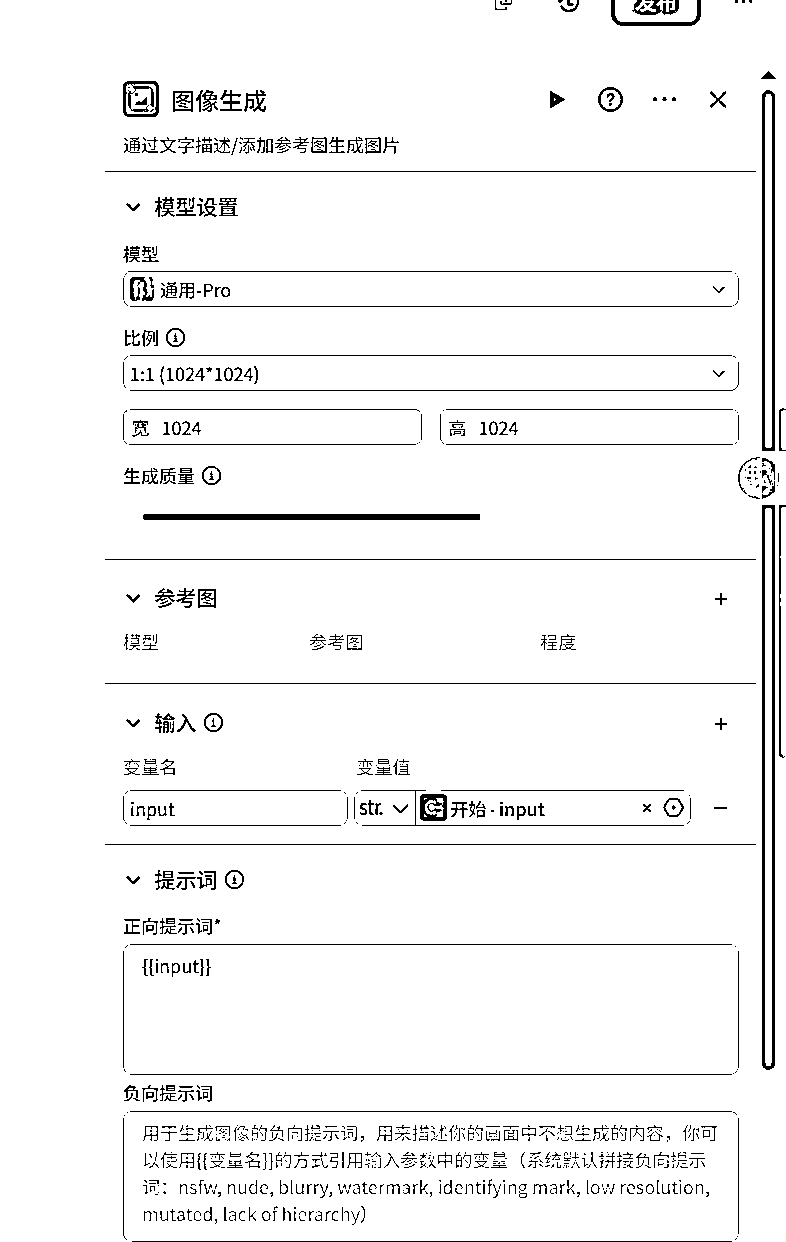 发布
图像生成
通过文字描述/添加参考图生成图片
模型设置
模型
通用-Pro
比例
1:1 (1024*1024)
宽 1024 高 1024
生成质量
参考图
模型 参考图 程度
输入
变量名 变量值
input str. 开始 - input
提示词
正向提示词*
{{input}}
负向提示词
用于生成图像的负向提示词，用来描述你的画面中不想生成的内容，你可
以使用{{变量名}}的方式引用输入参数中的变量（系统默认拼接负向提示
词：nsfw, nude, blurry, watermark, identifying mark, low resolution,
mutated, lack of hierarchy）